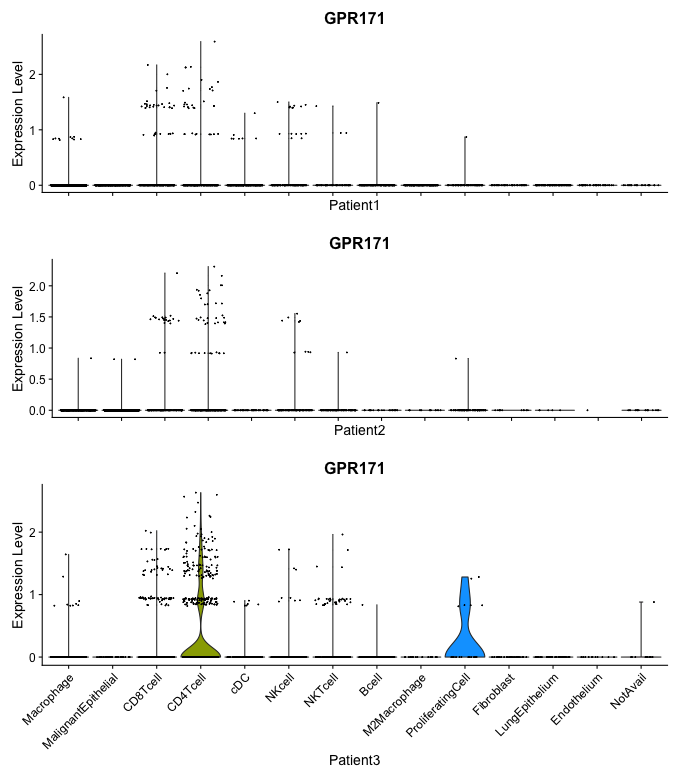 GPR171
Expression Level
2
1
0
Patient1
GPR171
Expression Level
2.0
1.5
1.0
0.5
0.0
Patient2
GPR171
Expression Level
2
1
0
Macrophage
MalignantEpithelial
CD8Tcell
CD4Tcell
cDC
NKcell
NKTcell
Bcell
M2Macrophage
ProliferatingCell
Fibroblast
LungEpithelium
Endothelium
NotAvail
Patient3